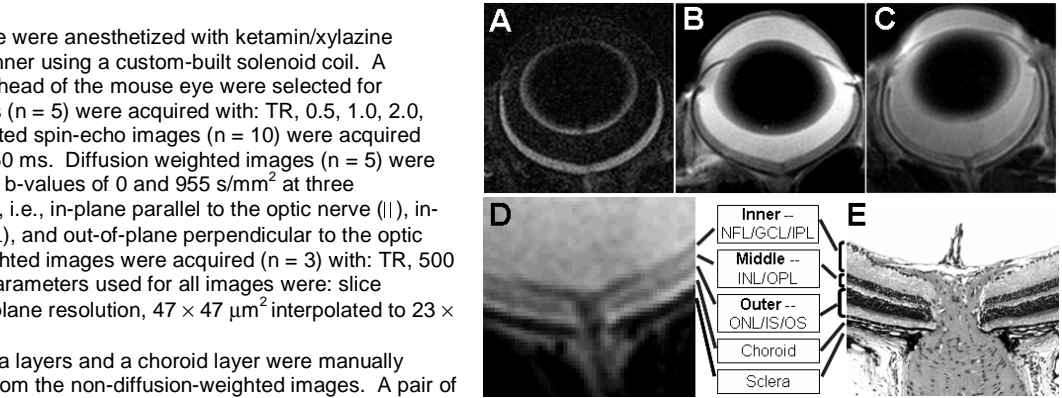 e were anesthetized with ketamin/xylazine
nner using a custom-built solenoid coil. A
head of the mouse eye were selected for
s (n = 5) were acquired with: TR, 0.5, 1.0, 2.0,
ted spin-echo images (n = 10) were acquired
50 ms. Diffusion weighted images (n = 5) were
b-values of 0 and 955 s/mm² at three
, i.e., in-plane parallel to the optic nerve (||), in-
), and out-of-plane perpendicular to the optic
ghted images were acquired (n = 3) with: TR, 500
arameters used for all images were: slice
plane resolution, 47 × 47 μm² interpolated to 23 ×
a layers and a choroid layer were manually
om the non-diffusion-weighted images. A pair of
A B C
D E
Inner --
NFL/GCL/IPL
Middle --
INL/OPL
Outer --
ONL/IS/OS
Choroid
Sclera